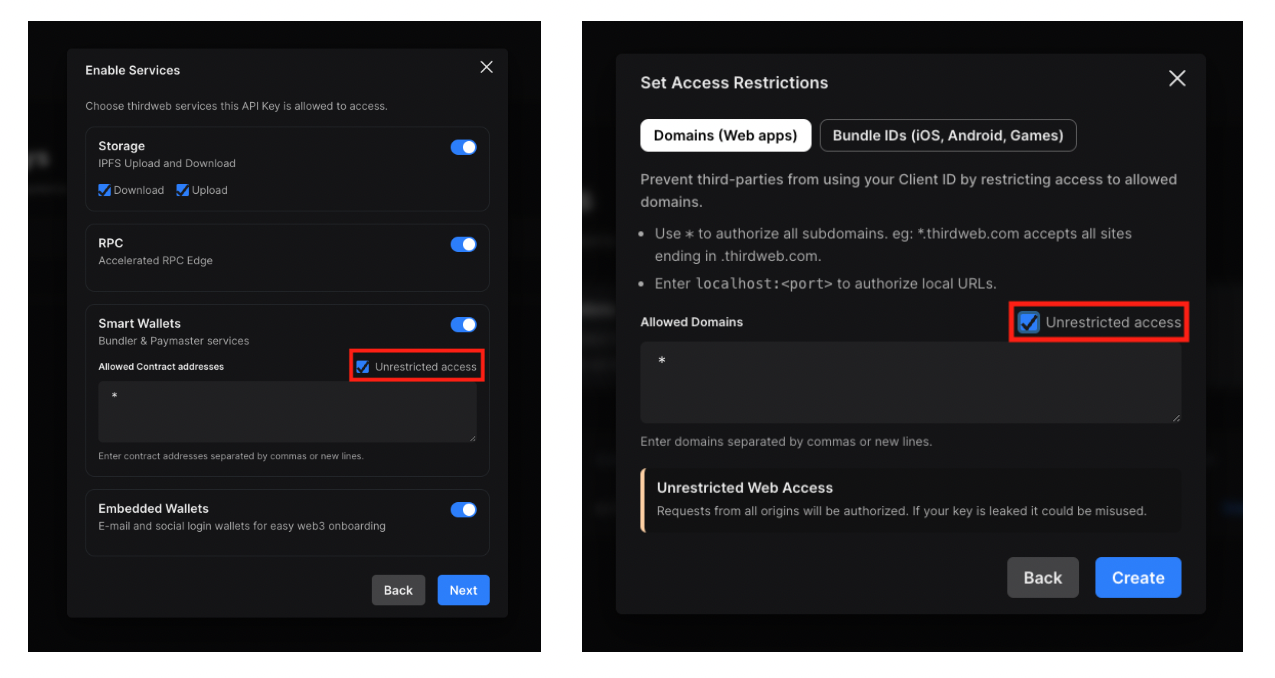 Enable Services
Choose thirdweb services this API Key is allowed to access.
Storage
IPFS Upload and Download
Download Upload
RPC
Accelerated RPC Edge
Smart Wallets
Bundler & Paymaster services
Allowed Contract addresses Unrestricted access
*
Enter contract addresses separated by commas or new lines.
Embedded Wallets
E-mail and social login wallets for easy web3 onboarding
Back Next
Set Access Restrictions
Domains (Web apps) Bundle IDs (iOS, Android, Games)
Prevent third-parties from using your Client ID by restricting access to allowed
domains.
• Use * to authorize all subdomains. eg: *.thirdweb.com accepts all sites
ending in .thirdweb.com.
• Enter localhost:<port> to authorize local URLs.
Allowed Domains Unrestricted access
*
Enter domains separated by commas or new lines.
Unrestricted Web Access
Requests from all origins will be authorized. If your key is leaked it could be misused.
Back Create